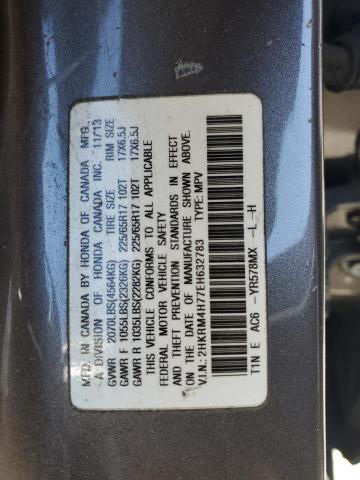 MFD. IN CANADA BY HONDA OF CANADA MFG.,
A DIVISION OF HONDA CANADA INC. 11/13
GVWR 2070LBS(4564KG) TIRE SIZE RIM SIZE
GAWR F 1055LBS(2326KG) 225/65R17 102T 17X6.5J
GAWR R 1035LBS(2282KG) 225/65R17 102T 17X6.5J
THIS VEHICLE CONFORMS TO ALL APPLICABLE
FEDERAL MOTOR VEHICLE SAFETY
AND THEFT PREVENTION STANDARDS IN EFFECT
ON THE DATE OF MANUFACTURE SHOWN ABOVE.
V.I.N.: 2HKRM4H77EH632783 TYPE: MPV
T1N E AC6 -YR578MX -L -H